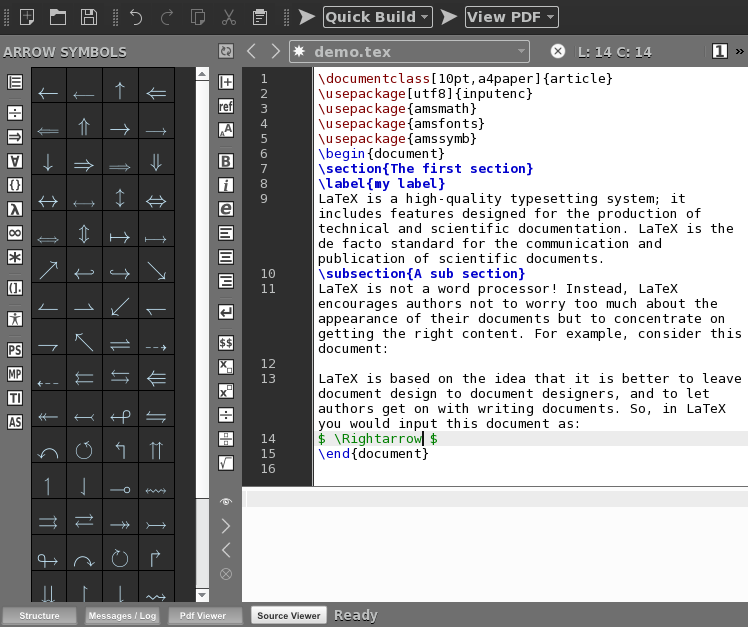 Quick Build
View PDF
ARROW SYMBOLS
demo.tex
L: 14 C: 14
1
»
1 \documentclass[10pt,a4paper]{article}
2 \usepackage[utf8]{inputenc}
3 \usepackage{amsmath}
4 \usepackage{amsfonts}
5 \usepackage{amssymb}
6 \begin{document}
7 \section{The first section}
8 \label{my label}
9 LaTeX is a high-quality typesetting system; it
includes features designed for the production of
technical and scientific documentation. LaTeX is the
de facto standard for the communication and
publication of scientific documents.
10 \subsection{A sub section}
11 LaTeX is not a word processor! Instead, LaTeX
encourages authors not to worry too much about the
appearance of their documents but to concentrate on
getting the right content. For example, consider this
document:
12
13 LaTeX is based on the idea that it is better to leave
document design to document designers, and to let
authors get on with writing documents. So, in LaTeX
you would input this document as:
14 $ \Rightarrow $
15 \end{document}
16
ref
AA
B
i
e
$$
PS
MP
TI
AS
Structure
Messages / Log
Pdf Viewer
Source Viewer
Ready